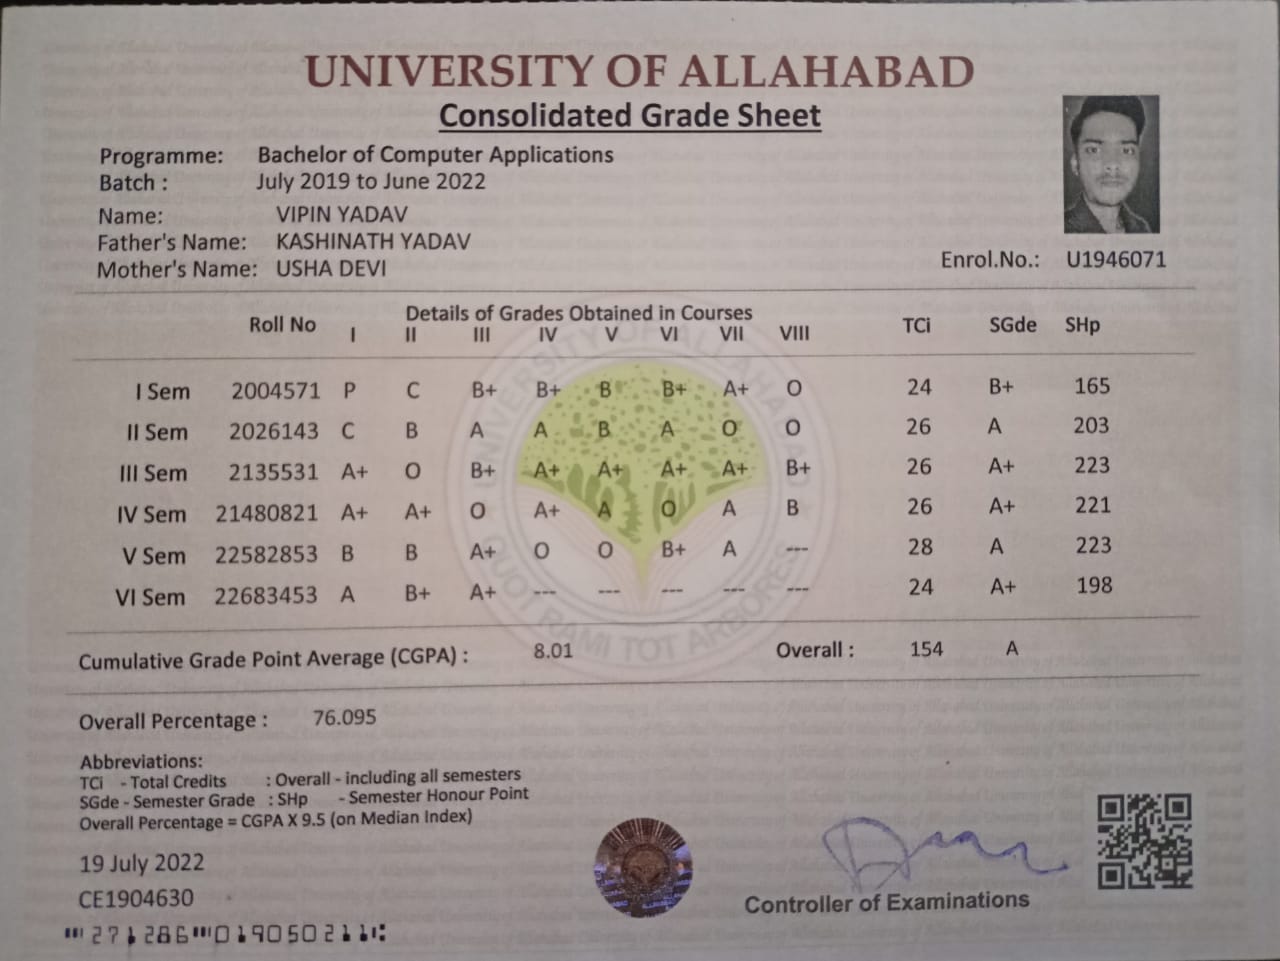 UNIVERSITY OF ALLAHABAD
Consolidated Grade Sheet
Programme: Bachelor of Computer Applications
Batch : July 2019 to June 2022
Name: VIPIN YADAV
Father's Name: KASHINATH YADAV
Mother's Name: USHA DEVI
Enrol.No.: U1946071
Details of Grades Obtained in Courses
Roll No I II III IV V VI VII VIII TCi SGde SHp
I Sem 2004571 P C B+ B+ B B+ A+ O 24 B+ 165
II Sem 2026143 C B A A B A O O 26 A 203
III Sem 2135531 A+ O B+ A+ A+ A+ A+ B+ 26 A+ 223
IV Sem 21480821 A+ A+ O A+ A O A B 26 A+ 221
V Sem 22582853 B B A+ O O B+ A --- 28 A 223
VI Sem 22683453 A B+ A+ --- --- --- --- --- 24 A+ 198
Cumulative Grade Point Average (CGPA) : 8.01 Overall : 154 A
Overall Percentage : 76.095
Abbreviations:
TCi - Total Credits : Overall - including all semesters
SGde - Semester Grade : SHp - Semester Honour Point
Overall Percentage = CGPA X 9.5 (on Median Index)
19 July 2022
CE1904630
271286 019050211
Controller of Examinations
UNIVERSITY OF ALLAHABAD
QUOT RAMI TOT ARBORES